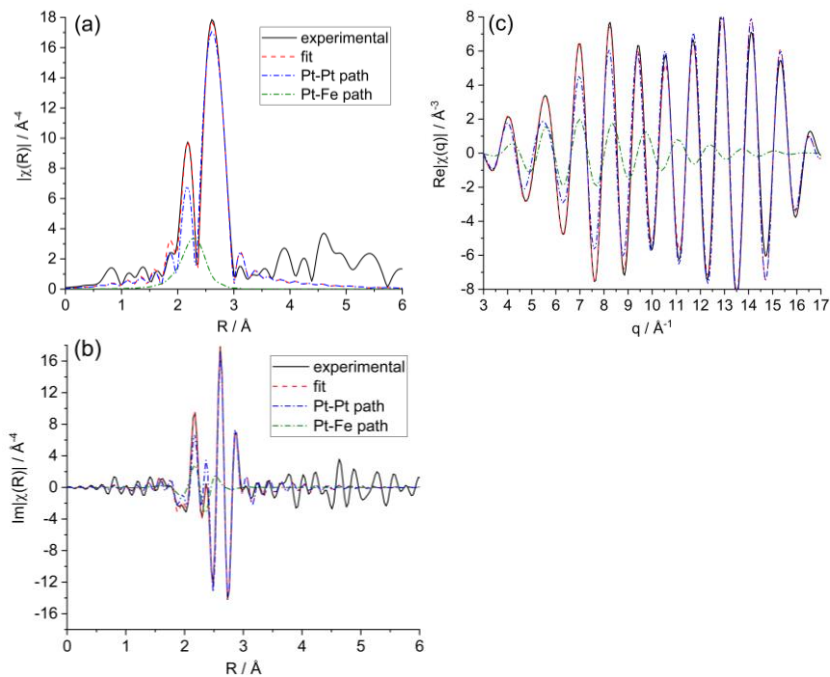 (a)
18
16
14
12
10
8
6
4
2
0
|χ(R)| / Å⁻⁴
experimental
fit
Pt-Pt path
Pt-Fe path
0 1 2 3 4 5 6
R / Å
(c)
8
6
4
2
0
-2
-4
-6
-8
Re|χ(q)| / Å⁻³
3 4 5 6 7 8 9 10 11 12 13 14 15 16 17
q / Å⁻¹
(b)
16
12
8
4
0
-4
-8
-12
-16
Im|χ(R)| / Å⁻⁴
experimental
fit
Pt-Pt path
Pt-Fe path
0 1 2 3 4 5 6
R / Å